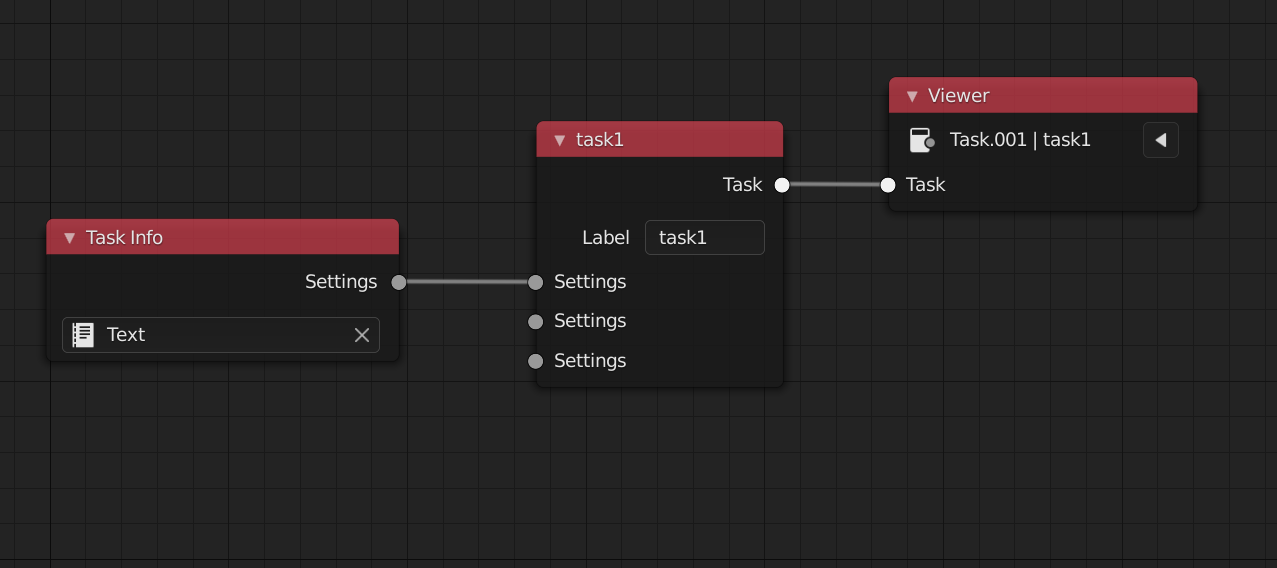 Task Info
Settings
Text
task1
Task
Label task1
Settings
Settings
Settings
Viewer
Task.001 | task1
Task